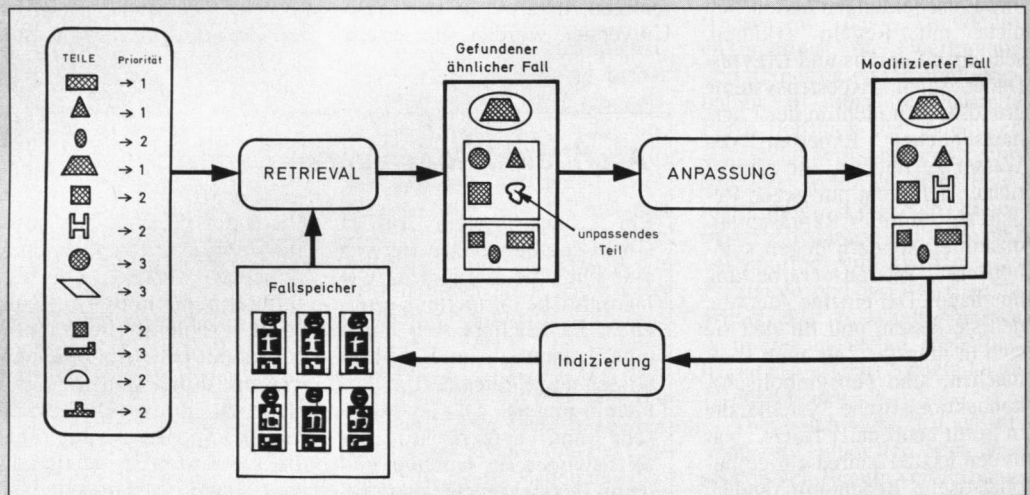 TEILE Priorität
→ 1
→ 1
→ 2
→ 1
→ 2
→ 2
→ 3
→ 3
→ 2
→ 3
→ 2
→ 2
RETRIEVAL
Fallspeicher
Gefundener
ähnlicher Fall
unpassendes
Teil
ANPASSUNG
Modifizierter Fall
Indizierung